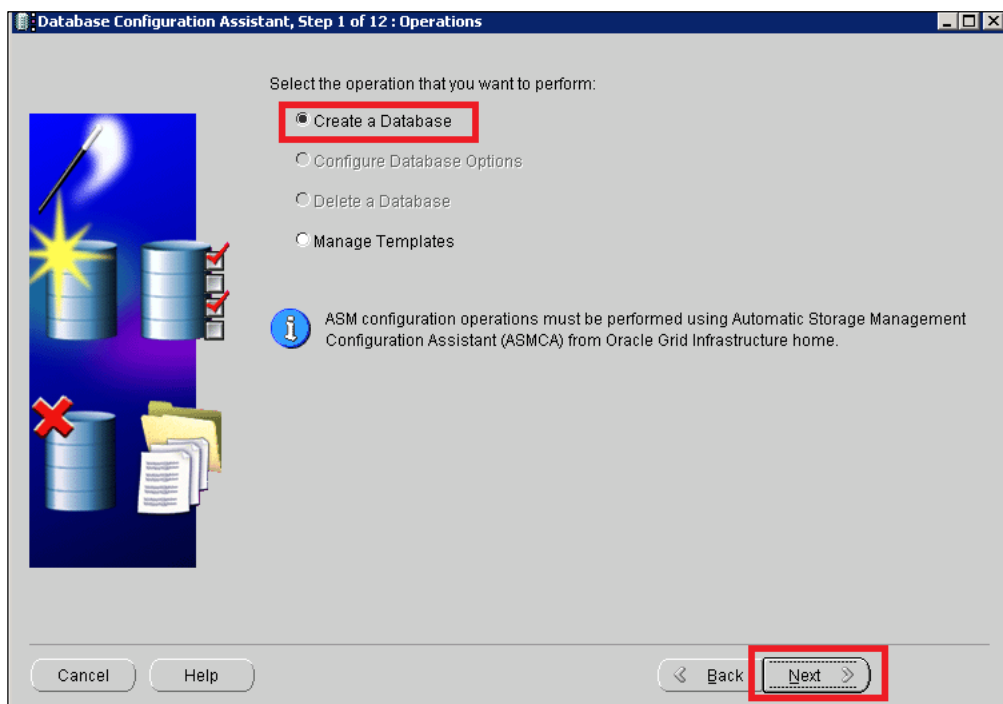 Database Configuration Assistant, Step 1 of 12 : Operations
Select the operation that you want to perform:
Create a Database
Configure Database Options
Delete a Database
Manage Templates
ASM configuration operations must be performed using Automatic Storage Management
Configuration Assistant (ASMCA) from Oracle Grid Infrastructure home.
Cancel Help Back Next